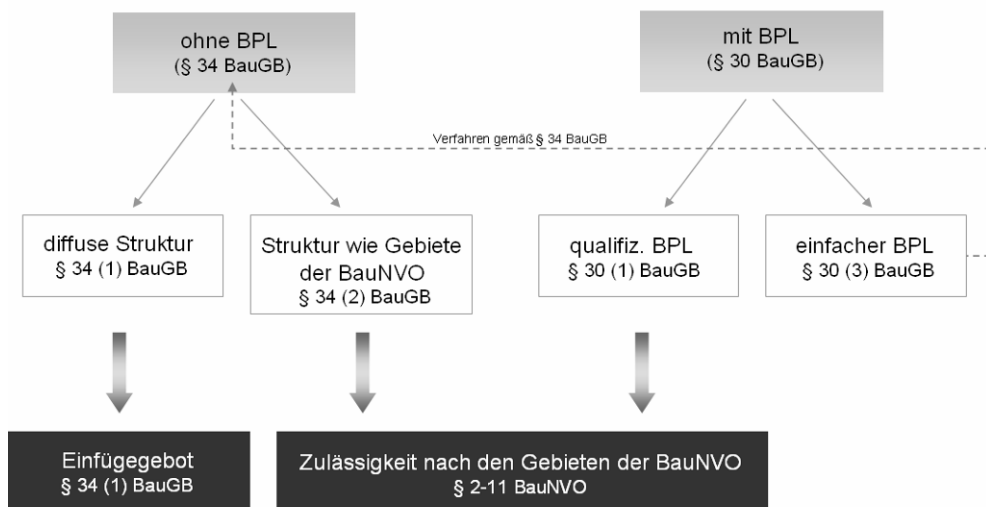 ohne BPL
(§ 34 BauGB)
mit BPL
(§ 30 BauGB)
Verfahren gemäß § 34 BauGB
diffuse Struktur
§ 34 (1) BauGB
Struktur wie Gebiete
der BauNVO
§ 34 (2) BauGB
qualifiz. BPL
§ 30 (1) BauGB
einfacher BPL
§ 30 (3) BauGB
Einfügegebot
§ 34 (1) BauGB
Zulässigkeit nach den Gebieten der BauNVO
§ 2-11 BauNVO